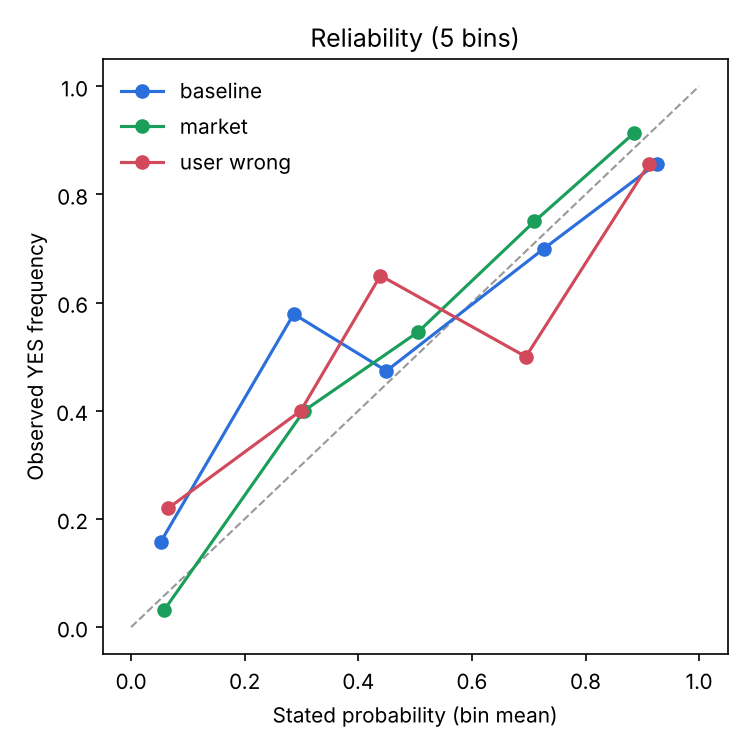 Reliability (5 bins)
baseline
market
user wrong
Observed YES frequency
1.0
0.8
0.6
0.4
0.2
0.0
0.0 0.2 0.4 0.6 0.8 1.0
Stated probability (bin mean)